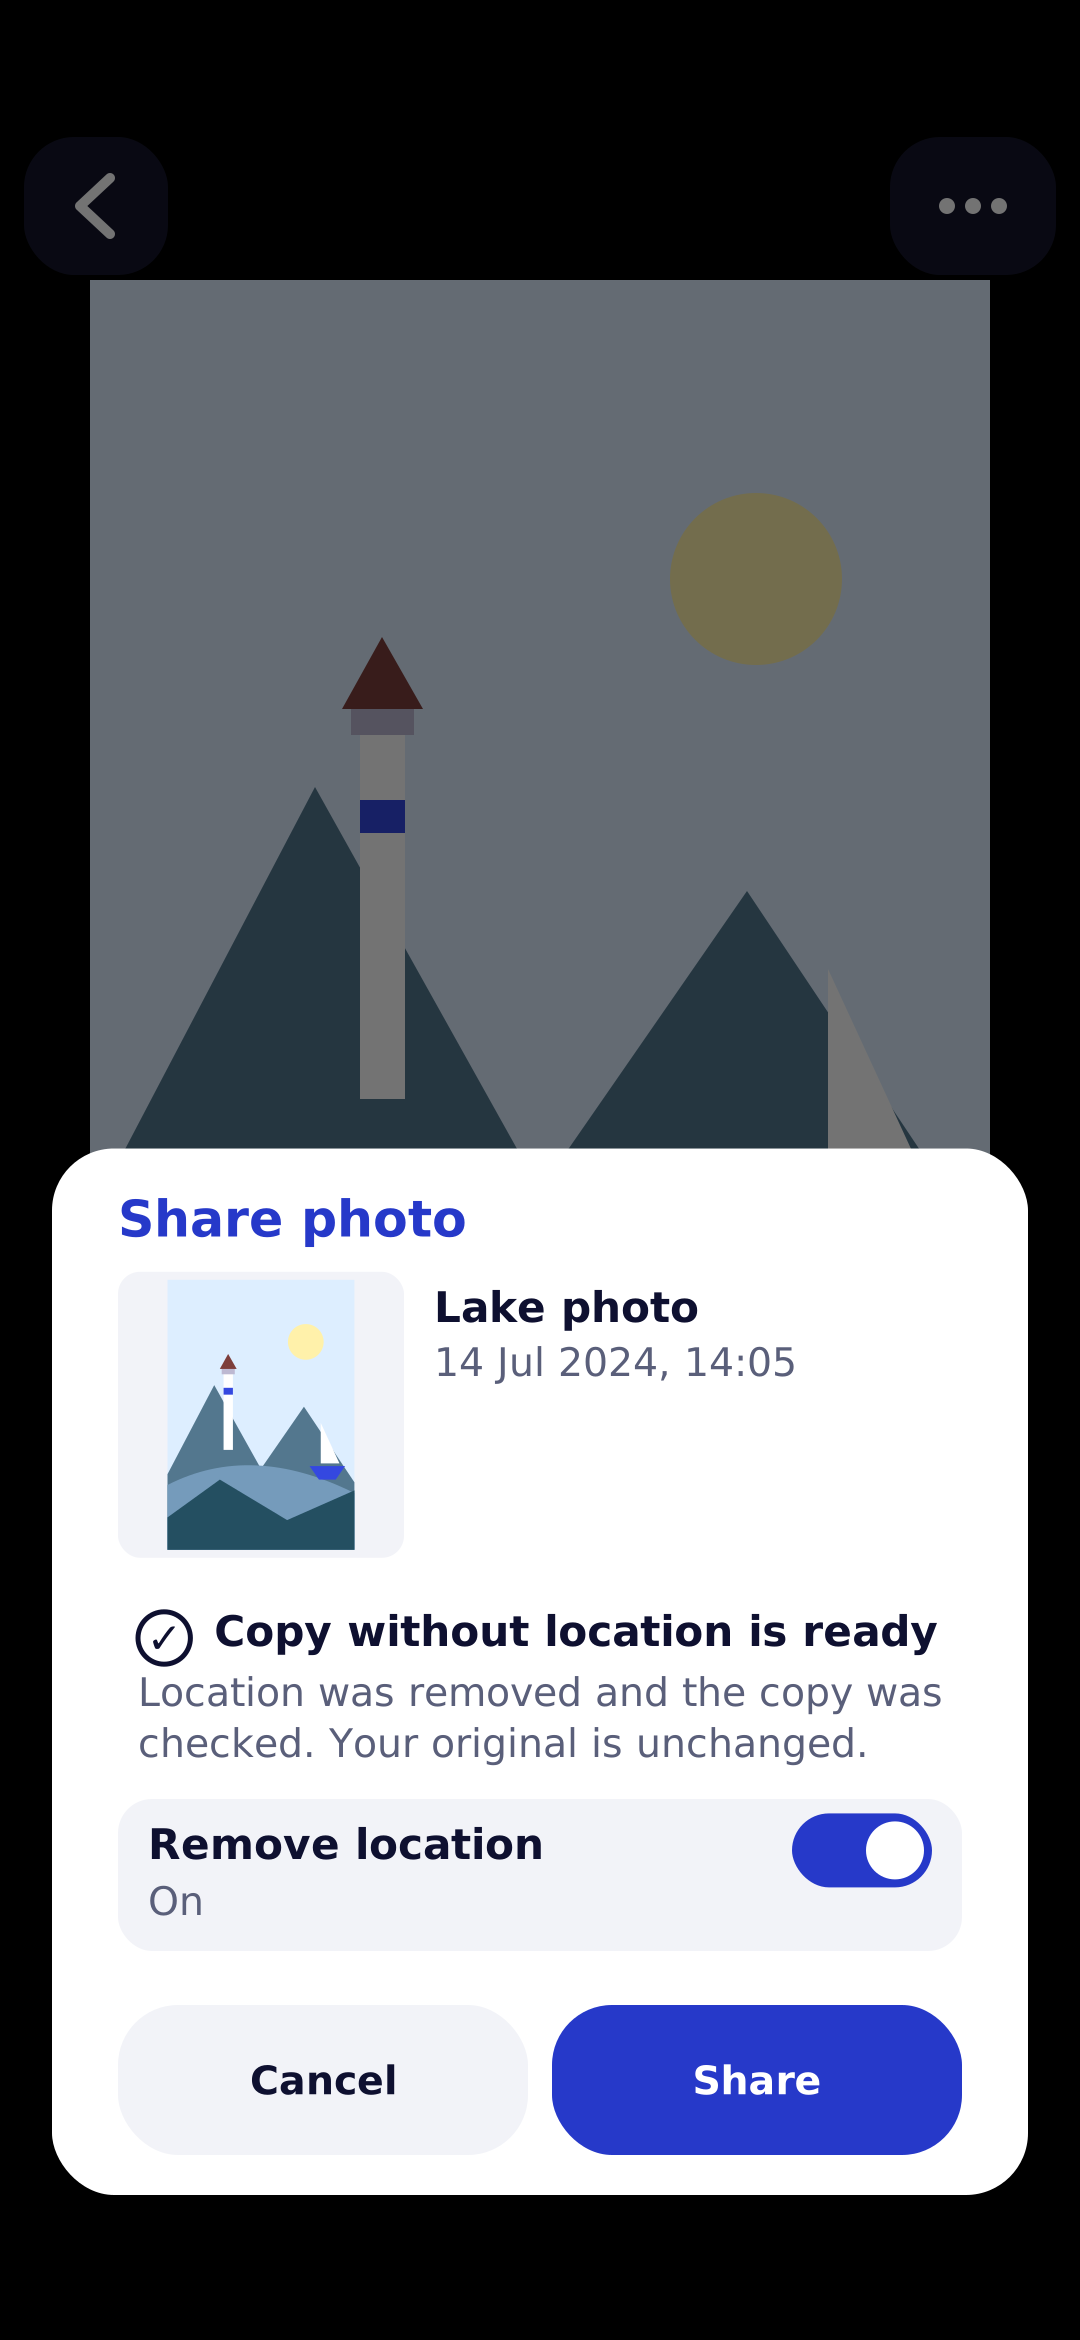 Share photo
Lake photo
14 Jul 2024, 14:05
Copy without location is ready
Location was removed and the copy was
checked. Your original is unchanged.
Remove location
On
Cancel
Share